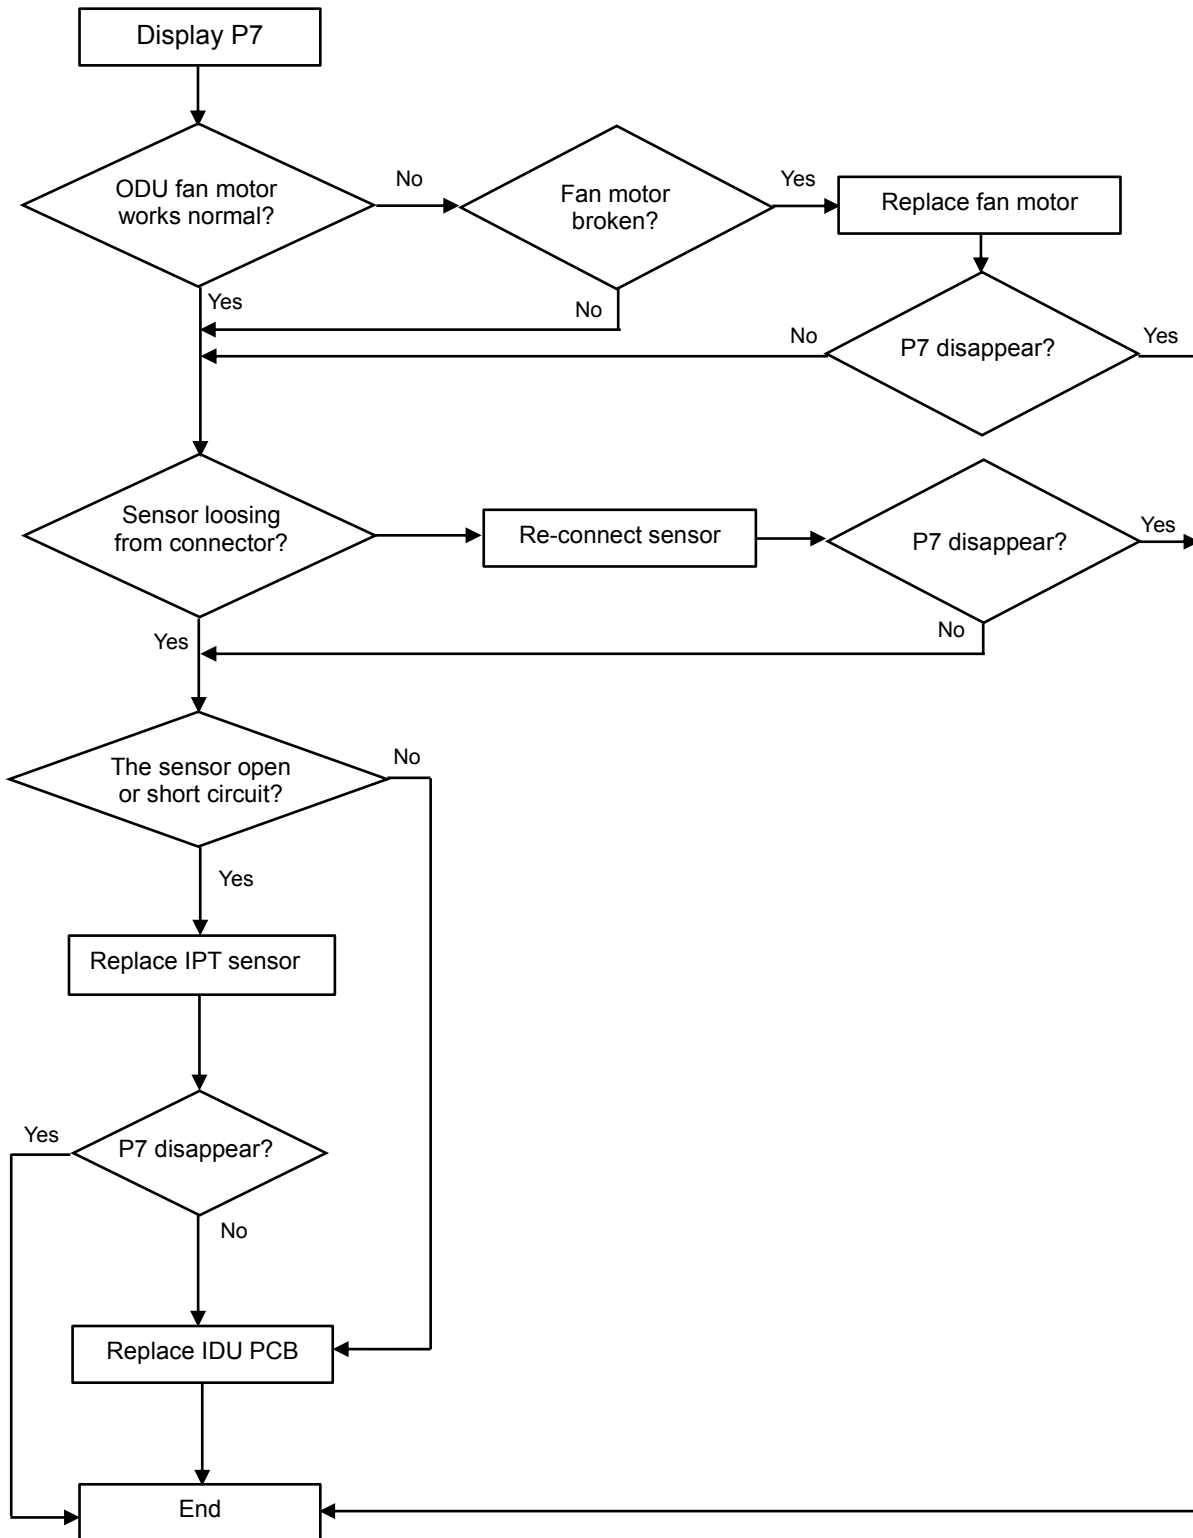 Display P7
ODU fan motor
works normal?
No
Fan motor
broken?
Yes
Replace fan motor
Yes
No
No
P7 disappear?
Yes
Sensor loosing
from connector?
Re-connect sensor
P7 disappear?
Yes
Yes
No
The sensor open
or short circuit?
No
Yes
Replace IPT sensor
Yes
P7 disappear?
No
Replace IDU PCB
End